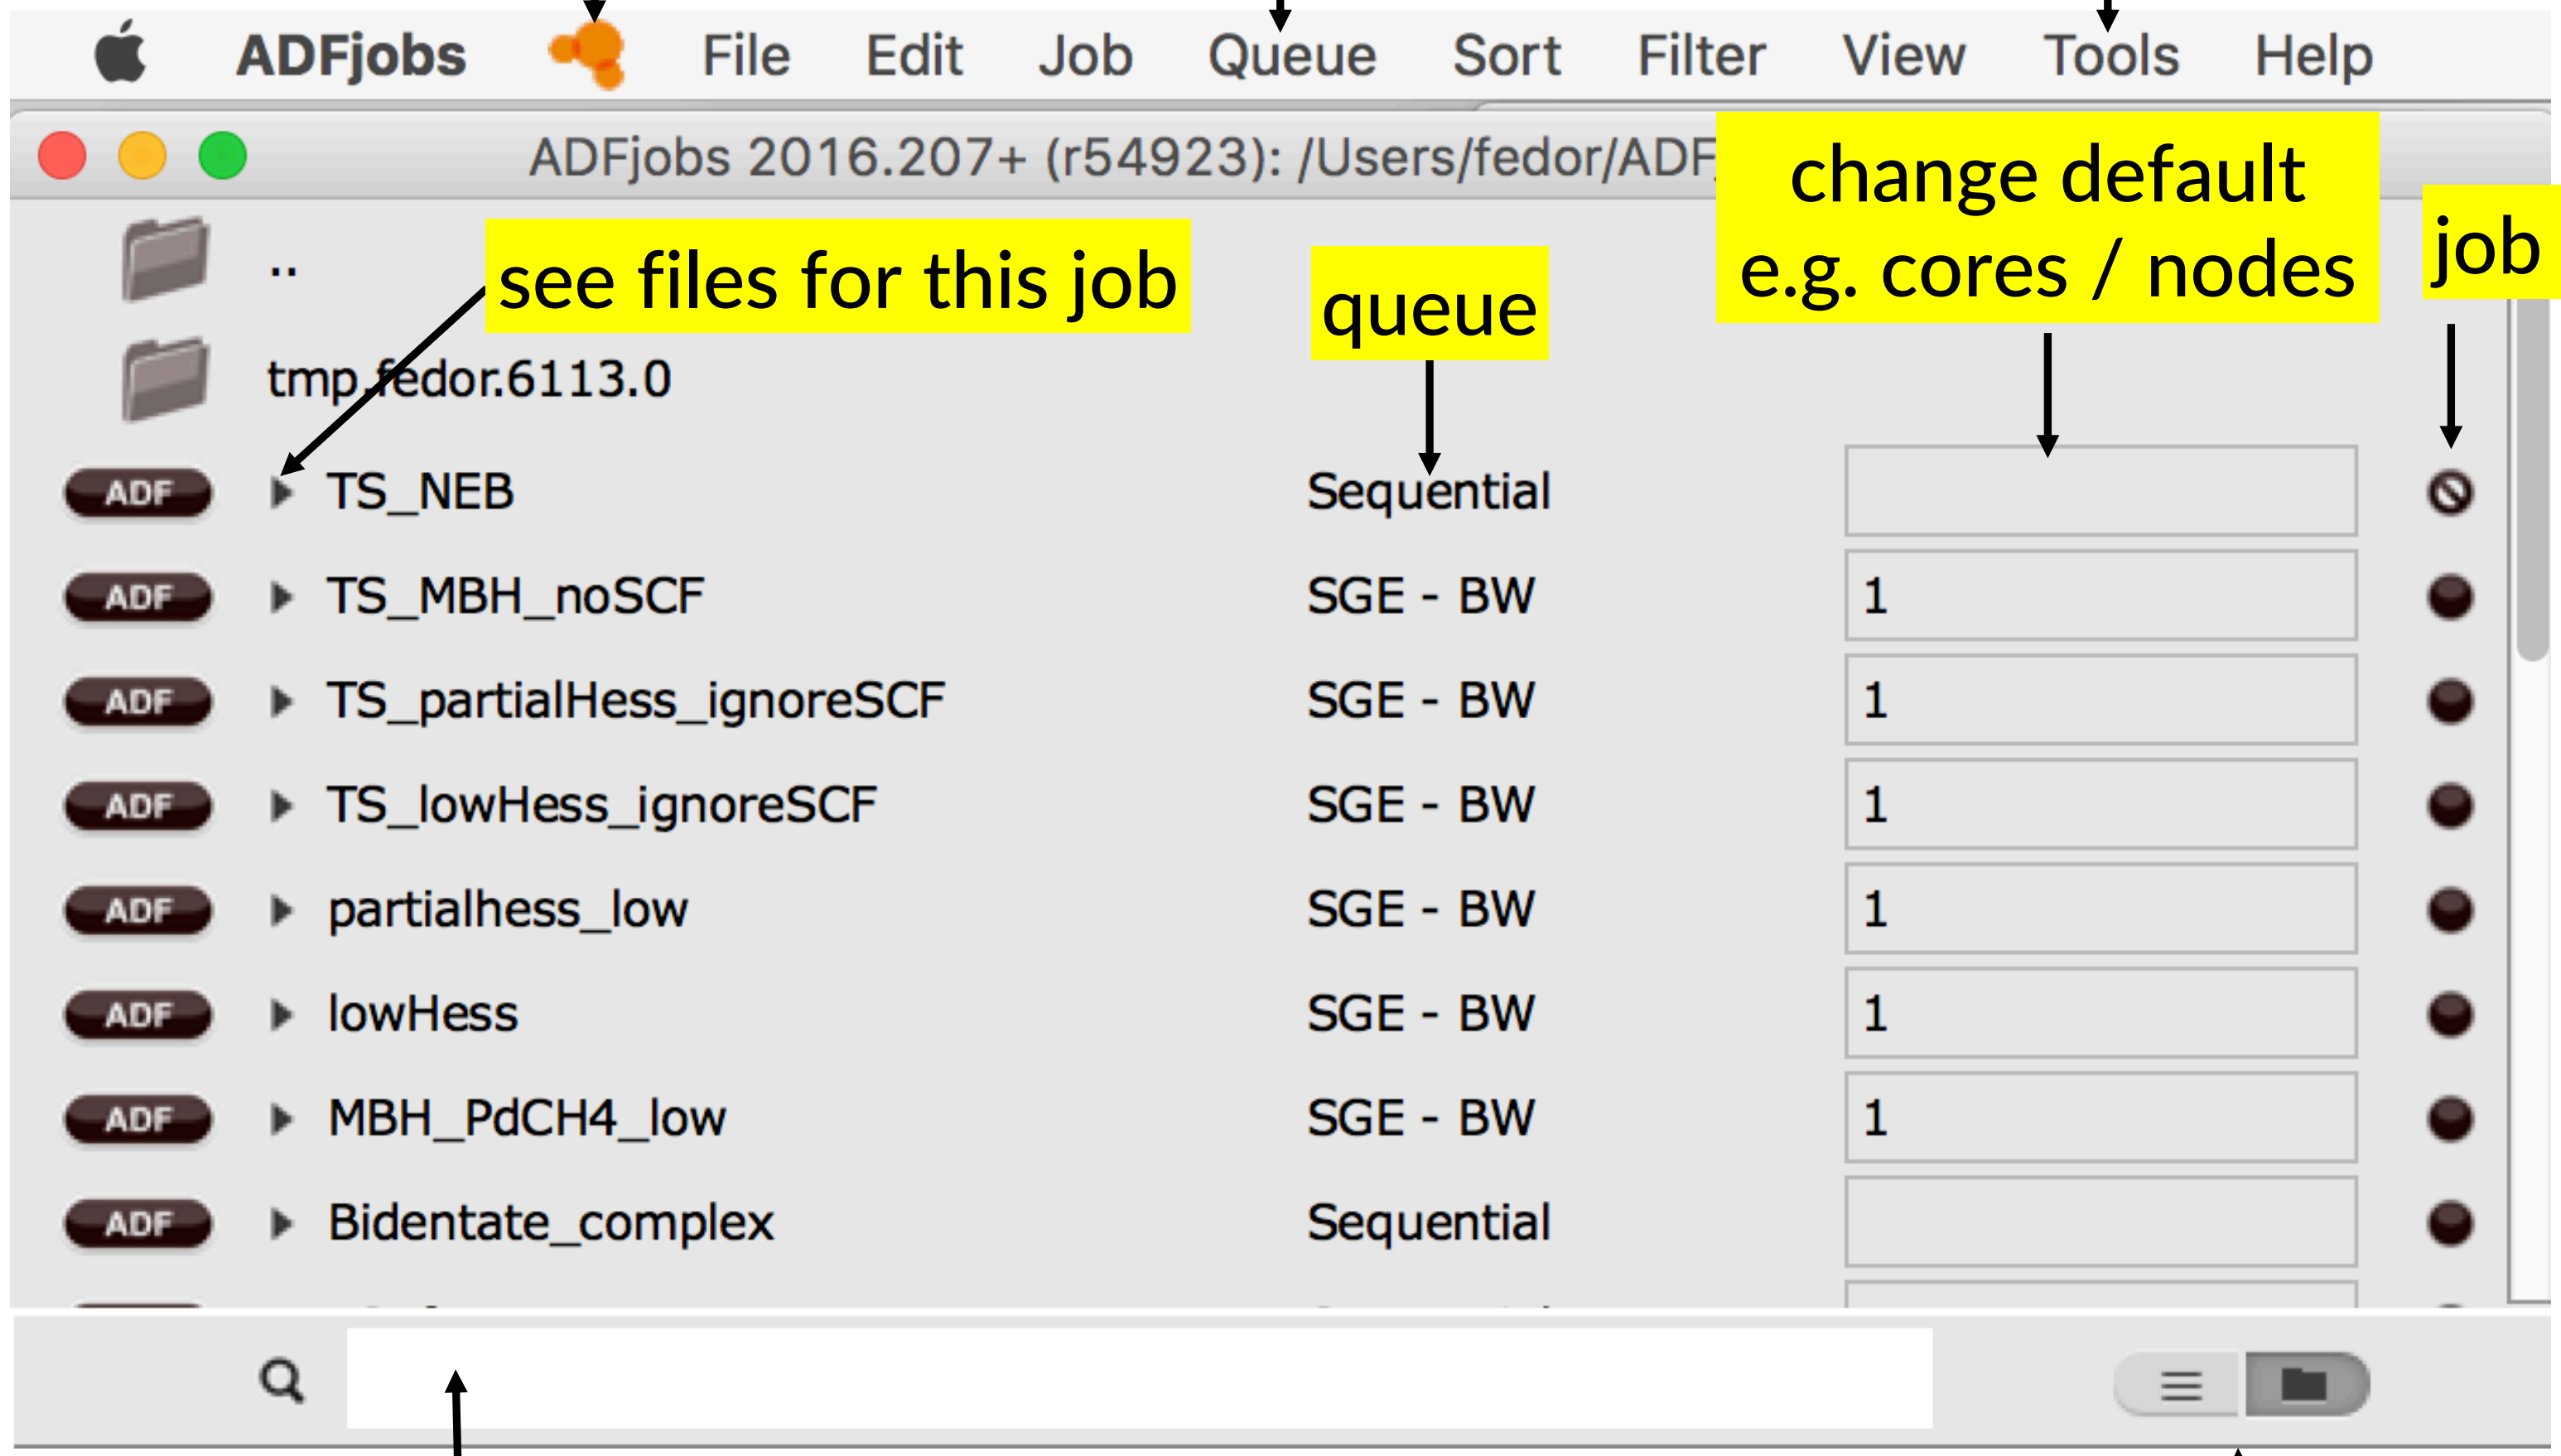 ADFjobs File Edit Job Queue Sort Filter View Tools Help
ADFjobs 2016.207+ (r54923): /Users/fedor/ADF
change default
e.g. cores / nodes
job
..
see files for this job
queue
tmp.fedor.6113.0
ADF TS_NEB Sequential
ADF TS_MBH_noSCF SGE - BW 1
ADF TS_partialHess_ignoreSCF SGE - BW 1
ADF TS_lowHess_ignoreSCF SGE - BW 1
ADF partialhess_low SGE - BW 1
ADF lowHess SGE - BW 1
ADF MBH_PdCH4_low SGE - BW 1
ADF Bidentate_complex Sequential